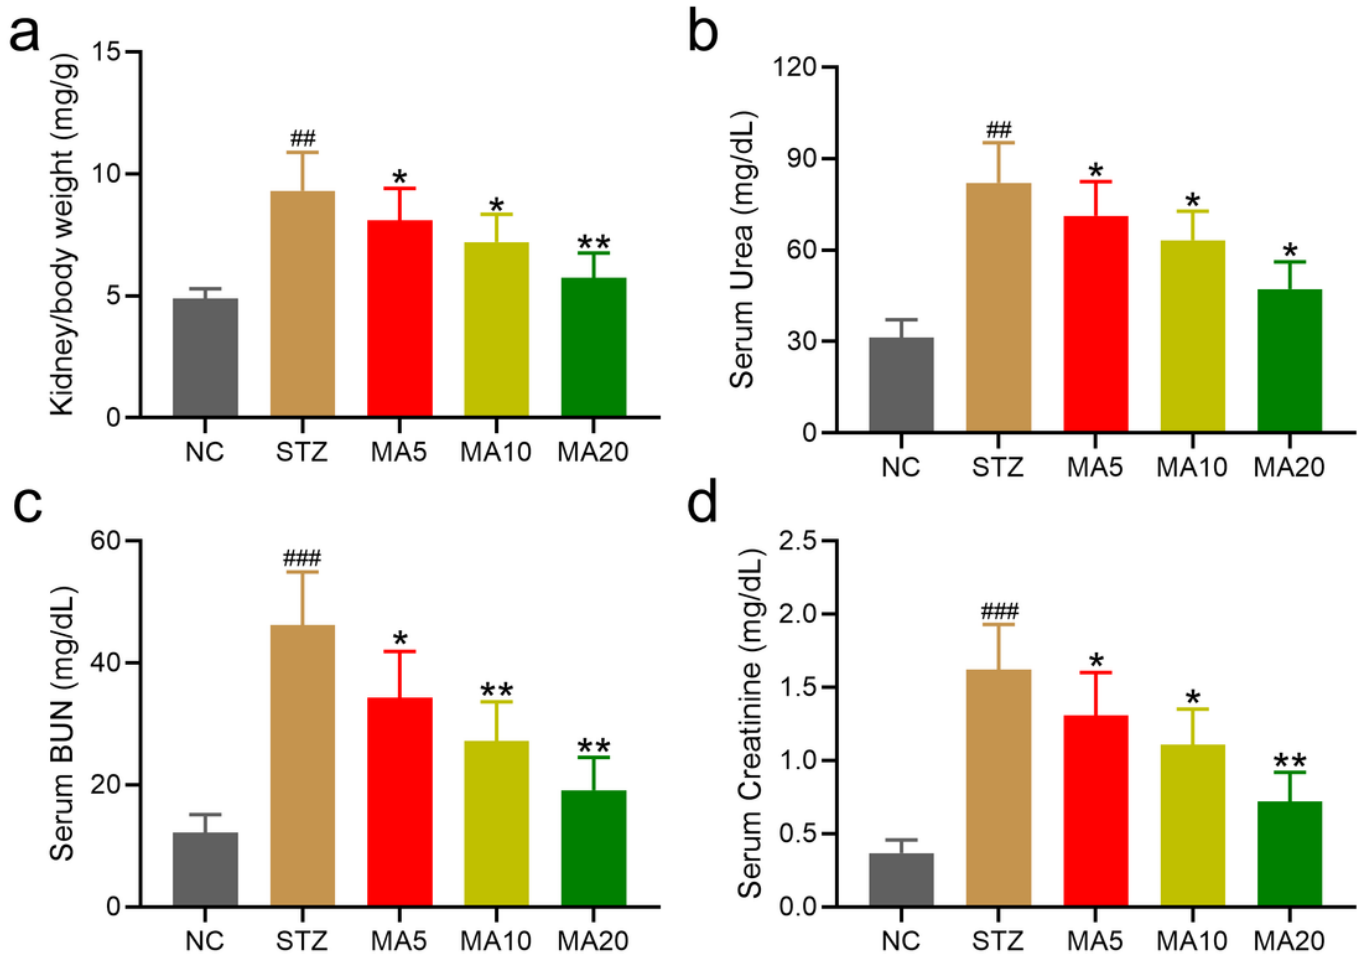 a
Kidney/body weight (mg/g)
15
10
5
0
##
*
*
**
NC STZ MA5 MA10 MA20
b
Serum Urea (mg/dL)
120
90
60
30
0
##
*
*
*
NC STZ MA5 MA10 MA20
c
Serum BUN (mg/dL)
60
40
20
0
###
*
**
**
NC STZ MA5 MA10 MA20
d
Serum Creatinine (mg/dL)
2.5
2.0
1.5
1.0
0.5
0.0
###
*
*
**
NC STZ MA5 MA10 MA20